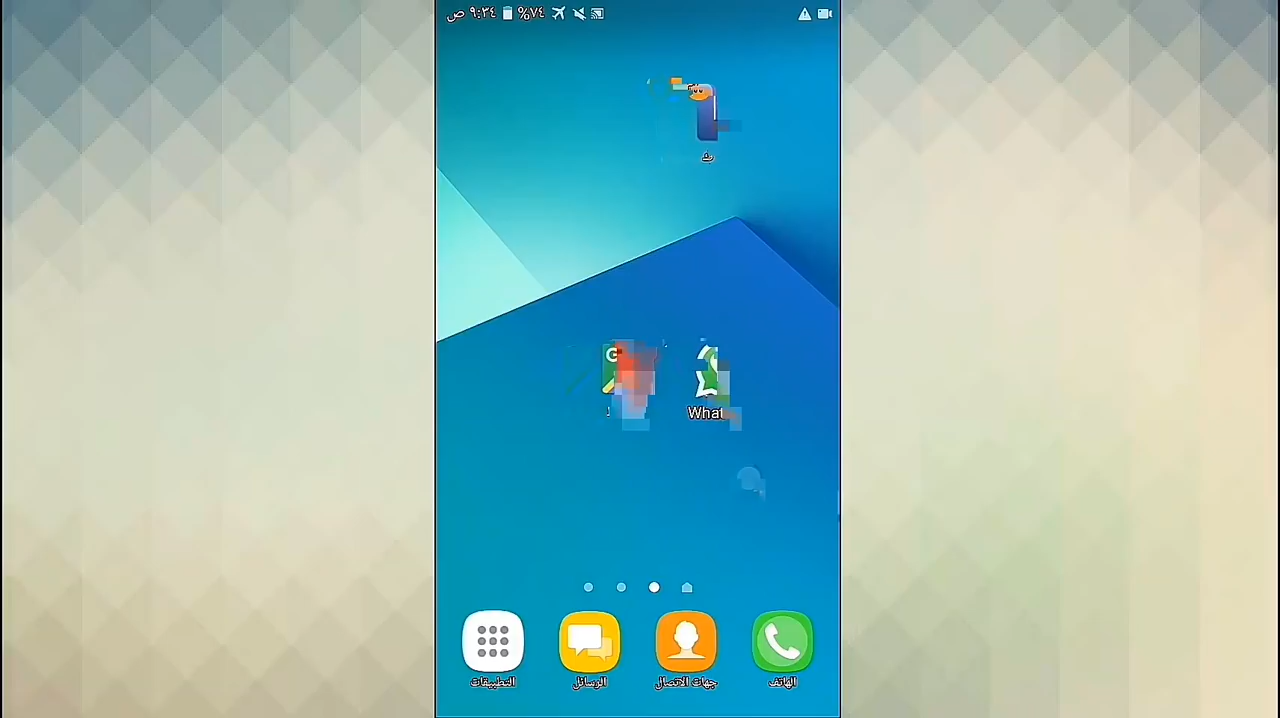 ٩:٣٤ ص %٧٤
What
التطبيقات
الرسائل
جهات الاتصال
الهاتف